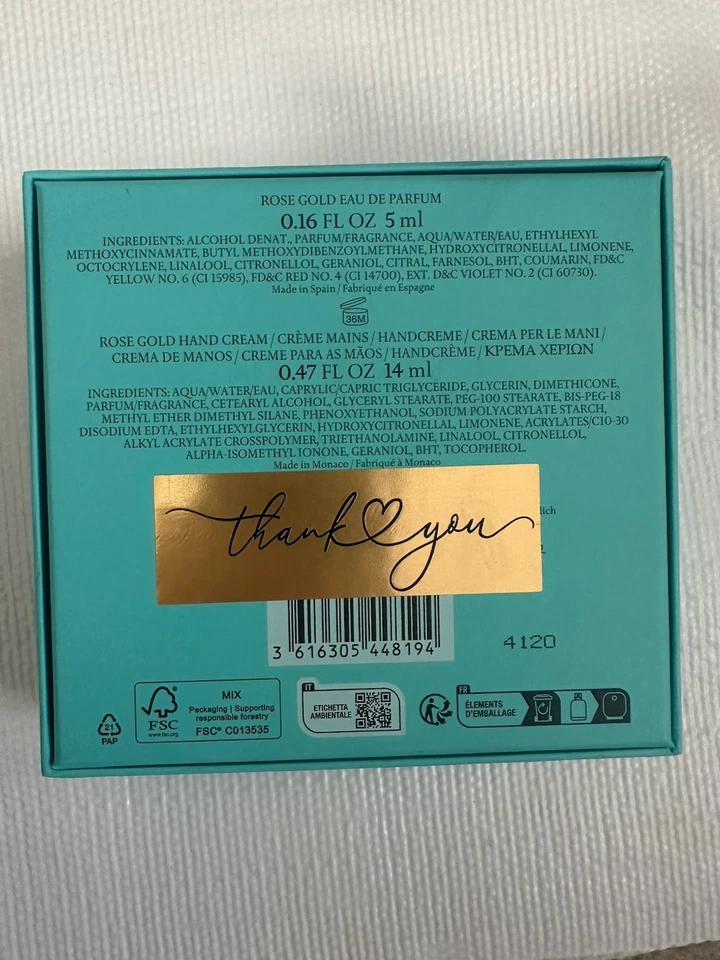 ROSE GOLD EAU DE PARFUM
0.16 FL OZ 5 ml
INGREDIENTS: ALCOHOL DENAT., PARFUM/FRAGRANCE, AQUA/WATER/EAU, ETHYLHEXYL
METHOXYCINNAMATE, BUTYL METHOXYDIBENZOYLMETHANE, HYDROXYCITRONELLAL, LIMONENE,
OCTOCRYLENE, LINALOOL, CITRONELLOL, GERANIOL, CITRAL, FARNESOL, BHT, COUMARIN, FD&C
YELLOW NO. 6 (CI 15985), FD&C RED NO. 4 (CI 14700), EXT. D&C VIOLET NO. 2 (CI 60730).
Made in Spain / Fabriqué en Espagne
36M
ROSE GOLD HAND CREAM / CRÈME MAINS / HANDCREME / CREMA PER LE MANI /
CREMA DE MANOS / CREME PARA AS MÃOS / HANDCRÈME / ΚΡΕΜΑ ΧΕΡΙΩΝ
0.47 FL OZ 14 ml
INGREDIENTS: AQUA/WATER/EAU, CAPRYLIC/CAPRIC TRIGLYCERIDE, GLYCERIN, DIMETHICONE,
PARFUM/FRAGRANCE, CETEARYL ALCOHOL, GLYCERYL STEARATE, PEG-100 STEARATE, BIS-PEG-18
METHYL ETHER DIMETHYL SILANE, PHENOXYETHANOL, SODIUM POLYACRYLATE STARCH,
DISODIUM EDTA, ETHYLHEXYLGLYCERIN, HYDROXYCITRONELLAL, LIMONENE, ACRYLATES/C10-30
ALKYL ACRYLATE CROSSPOLYMER, TRIETHANOLAMINE, LINALOOL, CITRONELLOL,
ALPHA-ISOMETHYL IONONE, GERANIOL, BHT, TOCOPHEROL.
Made in Monaco / Fabriqué à Monaco
lich
thank you
3 616305 448194
4120
21
PAP
FSC
www.fsc.org
MIX
Packaging | Supporting
responsible forestry
FSC® C013535
IT
ETICHETTA
AMBIENTALE
FR
ÉLEMENTS
D'EMBALLAGE